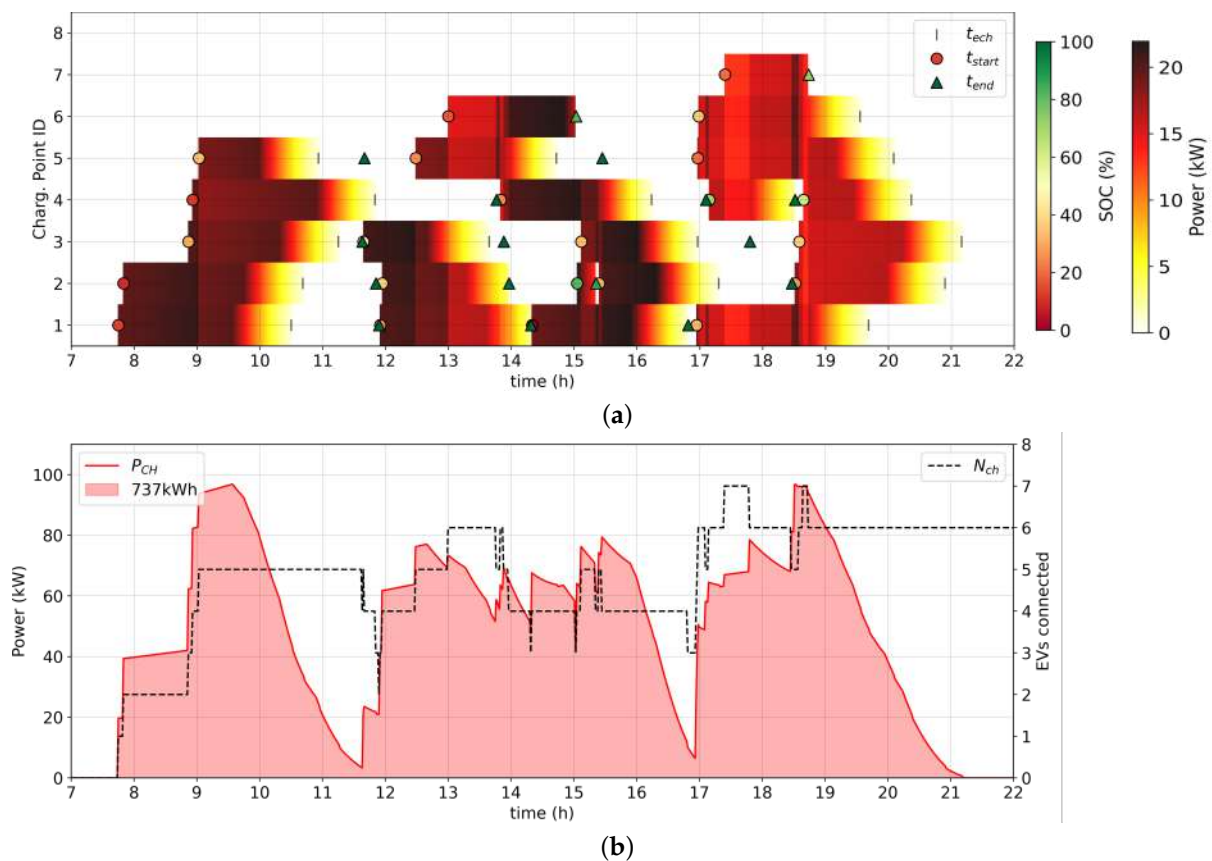 8
7
6
5
4
3
2
1
Charg. Point ID
7 8 9 10 11 12 13 14 15 16 17 18 19 20 21 22
time (h)
t_ech
t_start
t_end
100
80
60
40
20
0
SOC (%)
20
15
10
5
0
Power (kW)
(a)
P_CH
737kWh
N_ch
100
80
60
40
20
0
Power (kW)
8
7
6
5
4
3
2
1
0
EVs connected
7 8 9 10 11 12 13 14 15 16 17 18 19 20 21 22
time (h)
(b)